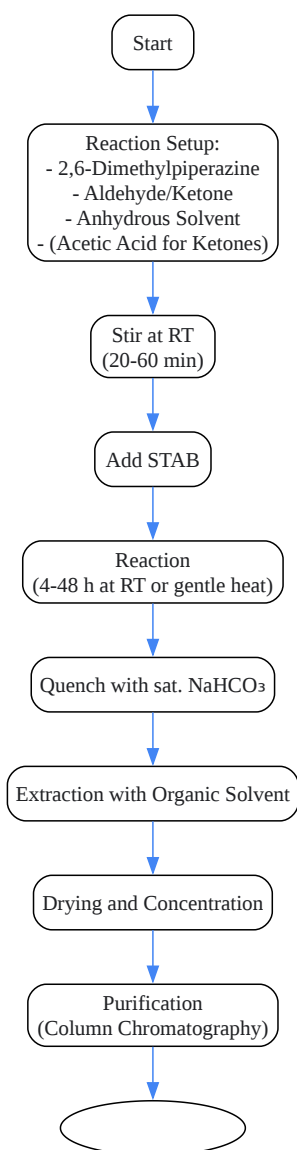 Start
Reaction Setup:
- 2,6-Dimethylpiperazine
- Aldehyde/Ketone
- Anhydrous Solvent
- (Acetic Acid for Ketones)
Stir at RT
(20-60 min)
Add STAB
Reaction
(4-48 h at RT or gentle heat)
Quench with sat. NaHCO₃
Extraction with Organic Solvent
Drying and Concentration
Purification
(Column Chromatography)